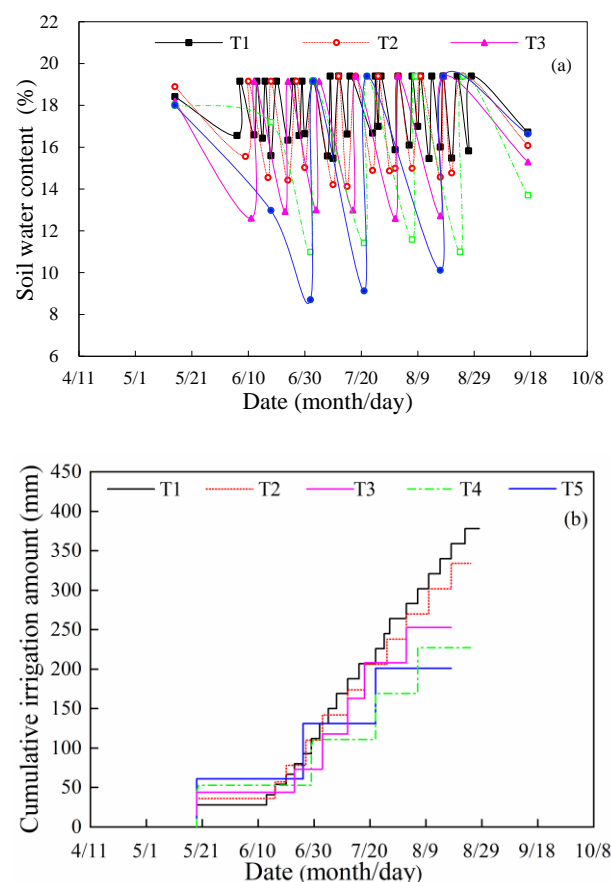 22
T1 T2 T3
(a)
20
18
16
14
12
10
8
6
Soil water content (%)
4/11 5/1 5/21 6/10 6/30 7/20 8/9 8/29 9/18 10/8
Date (month/day)
450
T1 T2 T3 T4 T5
(b)
400
350
300
250
200
150
100
50
0
Cumulative irrigation amount (mm)
4/11 5/1 5/21 6/10 6/30 7/20 8/9 8/29 9/18 10/8
Date (month/day)